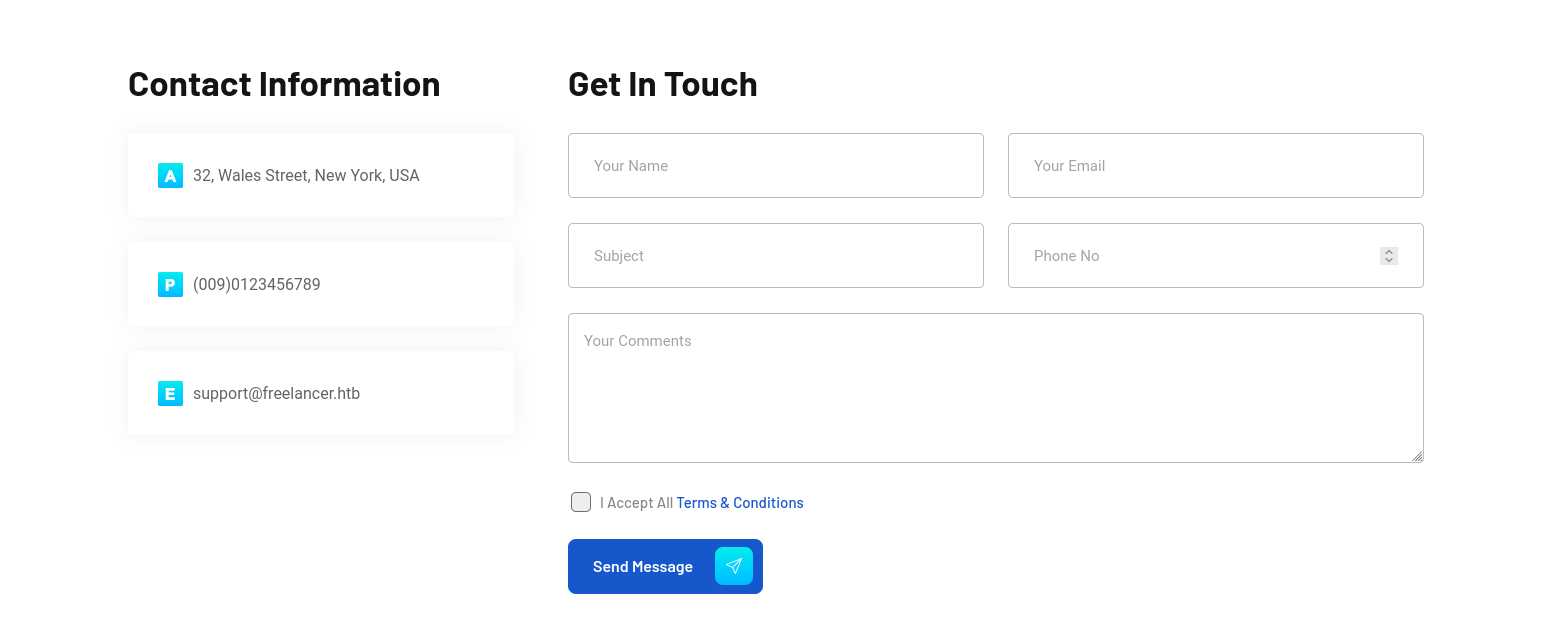 Contact Information
A 32, Wales Street, New York, USA
P (009)0123456789
E support@freelancer.htb
Get In Touch
Your Name
Your Email
Subject
Phone No
Your Comments
I Accept All Terms & Conditions
Send Message